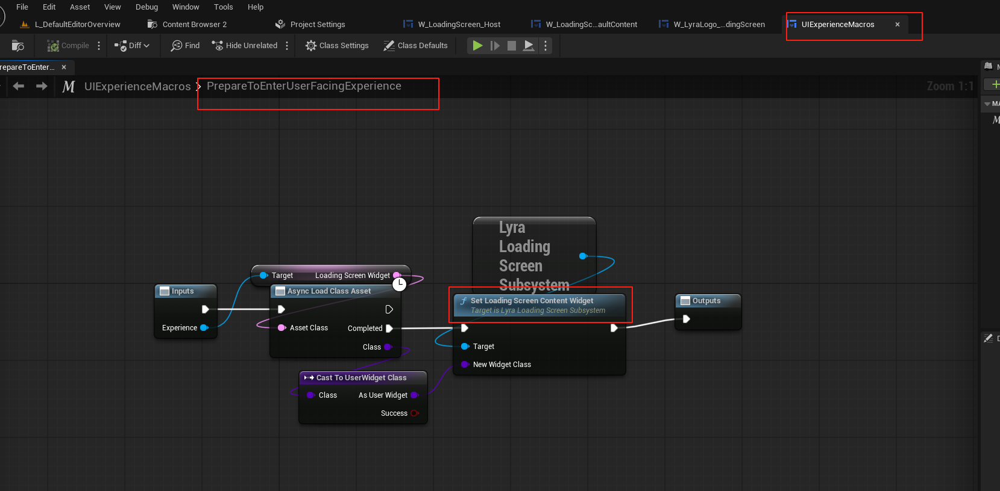 File Edit Asset View Debug Window Tools Help
L_DefaultEditorOverview Content Browser 2 Project Settings W_LoadingScreen_Host W_LoadingSc...aultContent W_LyraLogo_...dingScreen UIExperienceMacros
Compile Diff Find Hide Unrelated Class Settings Class Defaults
repareToEnter...
UIExperienceMacros > PrepareToEnterUserFacingExperience
Zoom 1:1
MA
Lyra
Loading
Screen
Subsystem
Target Loading Screen Widget
Inputs
Experience
Async Load Class Asset
Asset Class Completed
Class
Set Loading Screen Content Widget
Target is Lyra Loading Screen Subsystem
Target
New Widget Class
Outputs
Cast To UserWidget Class
Class As User Widget
Success